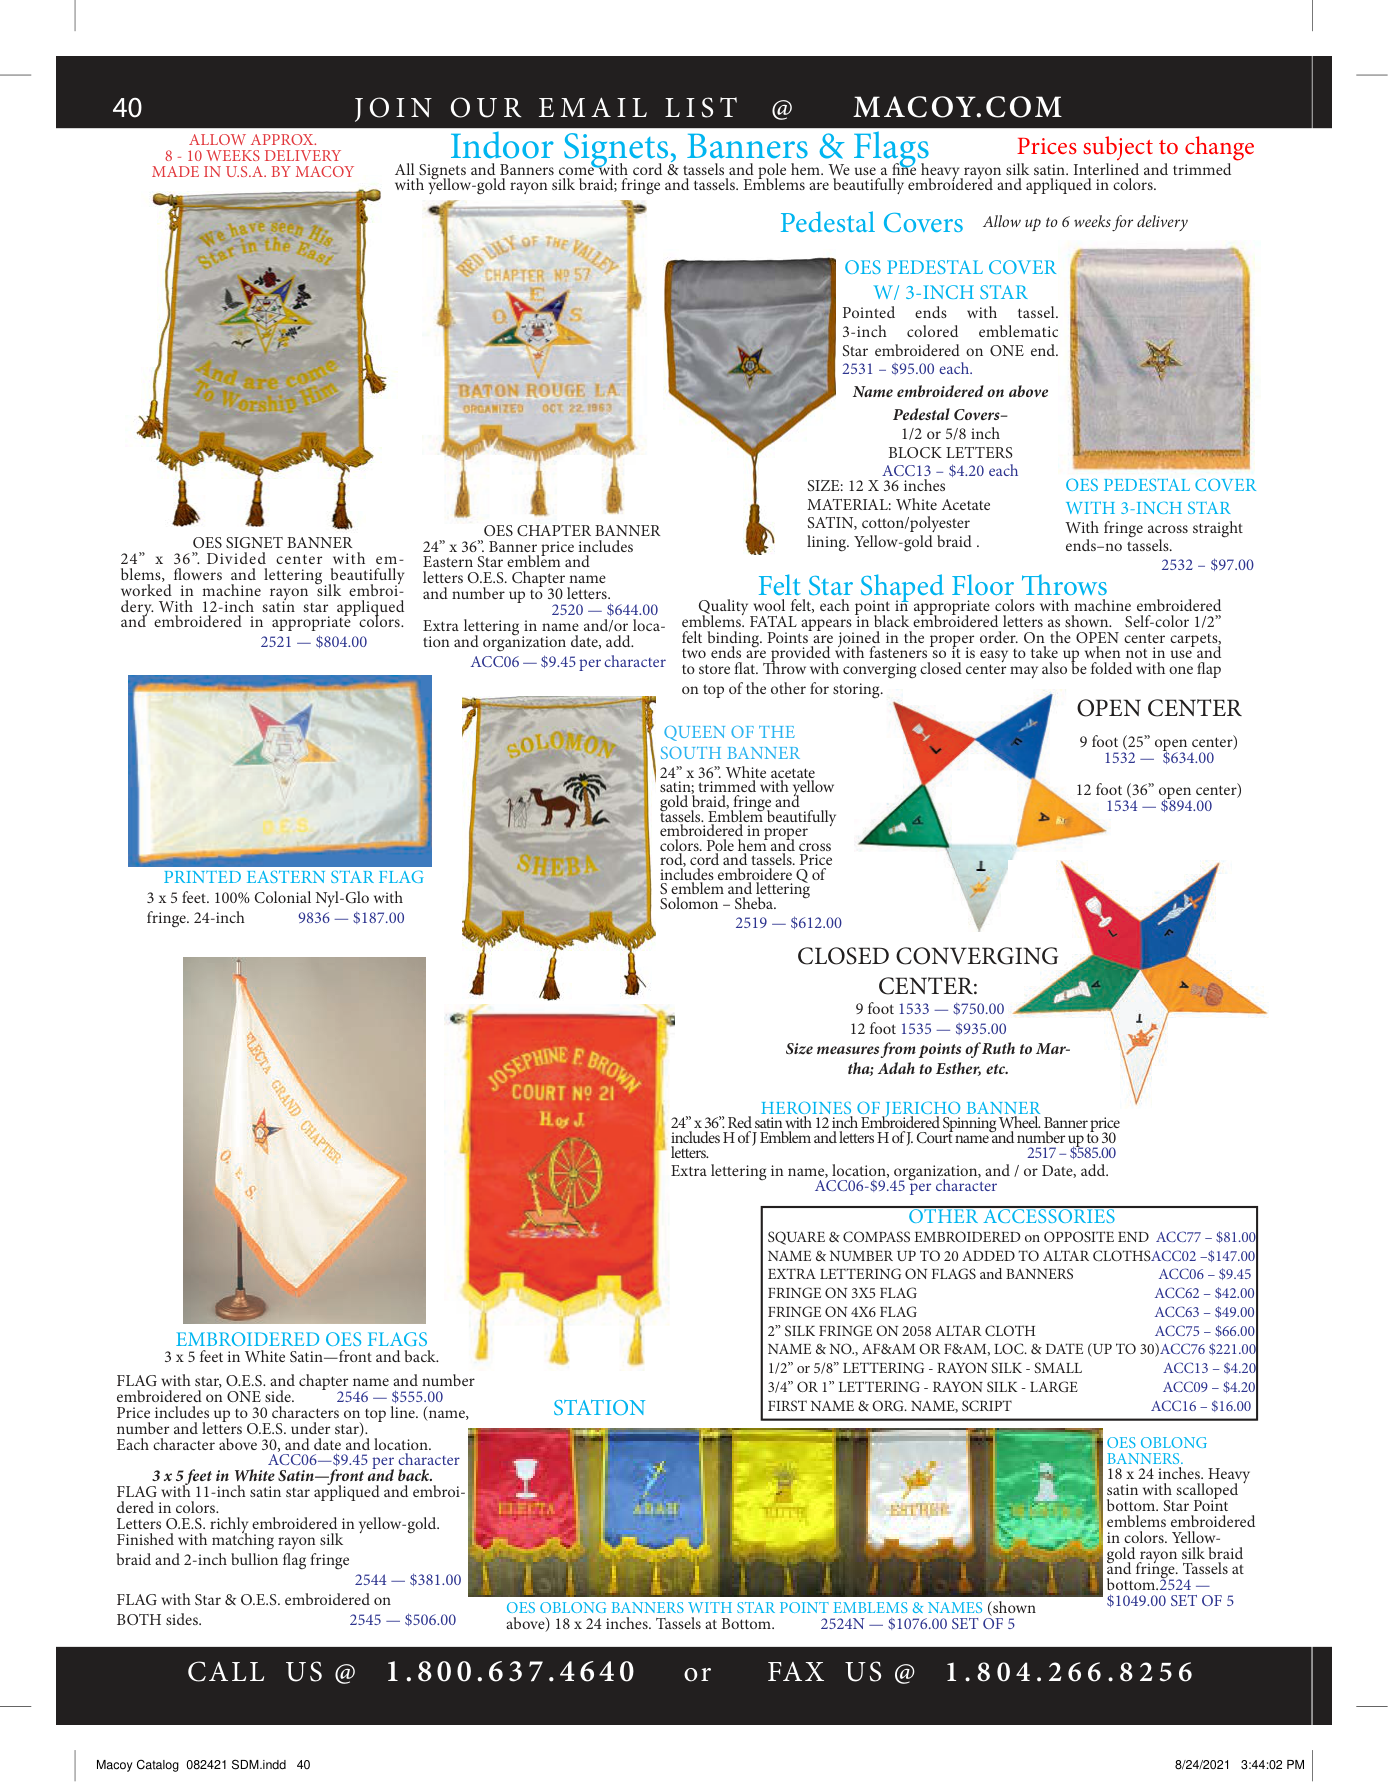 40
JOIN OUR EMAIL LIST @ MACOY.COM
ALLOW APPROX.
8 - 10 WEEKS DELIVERY
MADE IN U.S.A. BY MACOY
Indoor Signets, Banners & Flags
Prices subject to change
All Signets and Banners come with cord & tassels and pole hem. We use a fine heavy rayon silk satin. Interlined and trimmed
with yellow-gold rayon silk braid; fringe and tassels. Emblems are beautifully embroidered and appliqued in colors.
We have seen His
Star in the East
And are come
To Worship Him
OES SIGNET BANNER
24” x 36”. Divided center with em-
blems, flowers and lettering beautifully
worked in machine rayon silk embroi-
dery. With 12-inch satin star appliqued
and embroidered in appropriate colors.
2521 — $804.00
RED LILY OF THE VALLEY
CHAPTER Nº 57
E
O S.
BATON ROUGE LA
ORGANIZED OCT. 22, 1963
OES CHAPTER BANNER
24” x 36”. Banner price includes
Eastern Star emblem and
letters O.E.S. Chapter name
and number up to 30 letters.
2520 — $644.00
Extra lettering in name and/or loca-
tion and organization date, add.
ACC06 — $9.45 per character
Pedestal Covers
Allow up to 6 weeks for delivery
OES PEDESTAL COVER
W/ 3-INCH STAR
Pointed ends with tassel.
3-inch colored emblematic
Star embroidered on ONE end.
2531 – $95.00 each.
Name embroidered on above
Pedestal Covers–
1/2 or 5/8 inch
BLOCK LETTERS
ACC13 – $4.20 each
SIZE: 12 X 36 inches
MATERIAL: White Acetate
SATIN, cotton/polyester
lining. Yellow-gold braid .
OES PEDESTAL COVER
WITH 3-INCH STAR
With fringe across straight
ends–no tassels.
2532 – $97.00
Felt Star Shaped Floor Throws
Quality wool felt, each point in appropriate colors with machine embroidered
emblems. FATAL appears in black embroidered letters as shown. Self-color 1/2”
felt binding. Points are joined in the proper order. On the OPEN center carpets,
two ends are provided with fasteners so it is easy to take up when not in use and
to store flat. Throw with converging closed center may also be folded with one flap
on top of the other for storing.
O.E.S.
PRINTED EASTERN STAR FLAG
3 x 5 feet. 100% Colonial Nyl-Glo with
fringe. 24-inch 9836 — $187.00
SOLOMON
SHEBA
QUEEN OF THE
SOUTH BANNER
24” x 36”. White acetate
satin; trimmed with yellow
gold braid, fringe and
tassels. Emblem beautifully
embroidered in proper
colors. Pole hem and cross
rod, cord and tassels. Price
includes embroidere Q of
S emblem and lettering
Solomon – Sheba.
2519 — $612.00
L
F
A
A
T
OPEN CENTER
9 foot (25” open center)
1532 — $634.00
12 foot (36” open center)
1534 — $894.00
L
F
A
A
T
CLOSED CONVERGING
CENTER:
9 foot 1533 — $750.00
12 foot 1535 — $935.00
Size measures from points of Ruth to Mar-
tha; Adah to Esther, etc.
ELECTA GRAND CHAPTER
O. E. S.
EMBROIDERED OES FLAGS
3 x 5 feet in White Satin—front and back.
FLAG with star, O.E.S. and chapter name and number
embroidered on ONE side. 2546 — $555.00
Price includes up to 30 characters on top line. (name,
number and letters O.E.S. under star).
Each character above 30, and date and location.
ACC06—$9.45 per character
3 x 5 feet in White Satin—front and back.
FLAG with 11-inch satin star appliqued and embroi-
dered in colors.
Letters O.E.S. richly embroidered in yellow-gold.
Finished with matching rayon silk
braid and 2-inch bullion flag fringe
2544 — $381.00
FLAG with Star & O.E.S. embroidered on
BOTH sides. 2545 — $506.00
JOSEPHINE F. BROWN
COURT Nº 21
H. of J.
HEROINES OF JERICHO BANNER
24” x 36”. Red satin with 12 inch Embroidered Spinning Wheel. Banner price
includes H of J Emblem and letters H of J. Court name and number up to 30
letters. 2517 – $585.00
Extra lettering in name, location, organization, and / or Date, add.
ACC06-$9.45 per character
OTHER ACCESSORIES
SQUARE & COMPASS EMBROIDERED on OPPOSITE END ACC77 – $81.00
NAME & NUMBER UP TO 20 ADDED TO ALTAR CLOTHSACC02 –$147.00
EXTRA LETTERING ON FLAGS and BANNERS ACC06 – $9.45
FRINGE ON 3X5 FLAG ACC62 – $42.00
FRINGE ON 4X6 FLAG ACC63 – $49.00
2” SILK FRINGE ON 2058 ALTAR CLOTH ACC75 – $66.00
NAME & NO., AF&AM OR F&AM, LOC. & DATE (UP TO 30)ACC76 $221.00
1/2” or 5/8” LETTERING - RAYON SILK - SMALL ACC13 – $4.20
3/4” OR 1” LETTERING - RAYON SILK - LARGE ACC09 – $4.20
FIRST NAME & ORG. NAME, SCRIPT ACC16 – $16.00
STATION
ELECTA
ADAH
RUTH
ESTHER
OES OBLONG
BANNERS.
18 x 24 inches. Heavy
satin with scalloped
bottom. Star Point
emblems embroidered
in colors. Yellow-
gold rayon silk braid
and fringe. Tassels at
bottom.2524 —
$1049.00 SET OF 5
OES OBLONG BANNERS WITH STAR POINT EMBLEMS & NAMES (shown
above) 18 x 24 inches. Tassels at Bottom. 2524N — $1076.00 SET OF 5
CALL US @ 1.800.637.4640 or FAX US @ 1.804.266.8256
Macoy Catalog 082421 SDM.indd 40
8/24/2021 3:44:02 PM